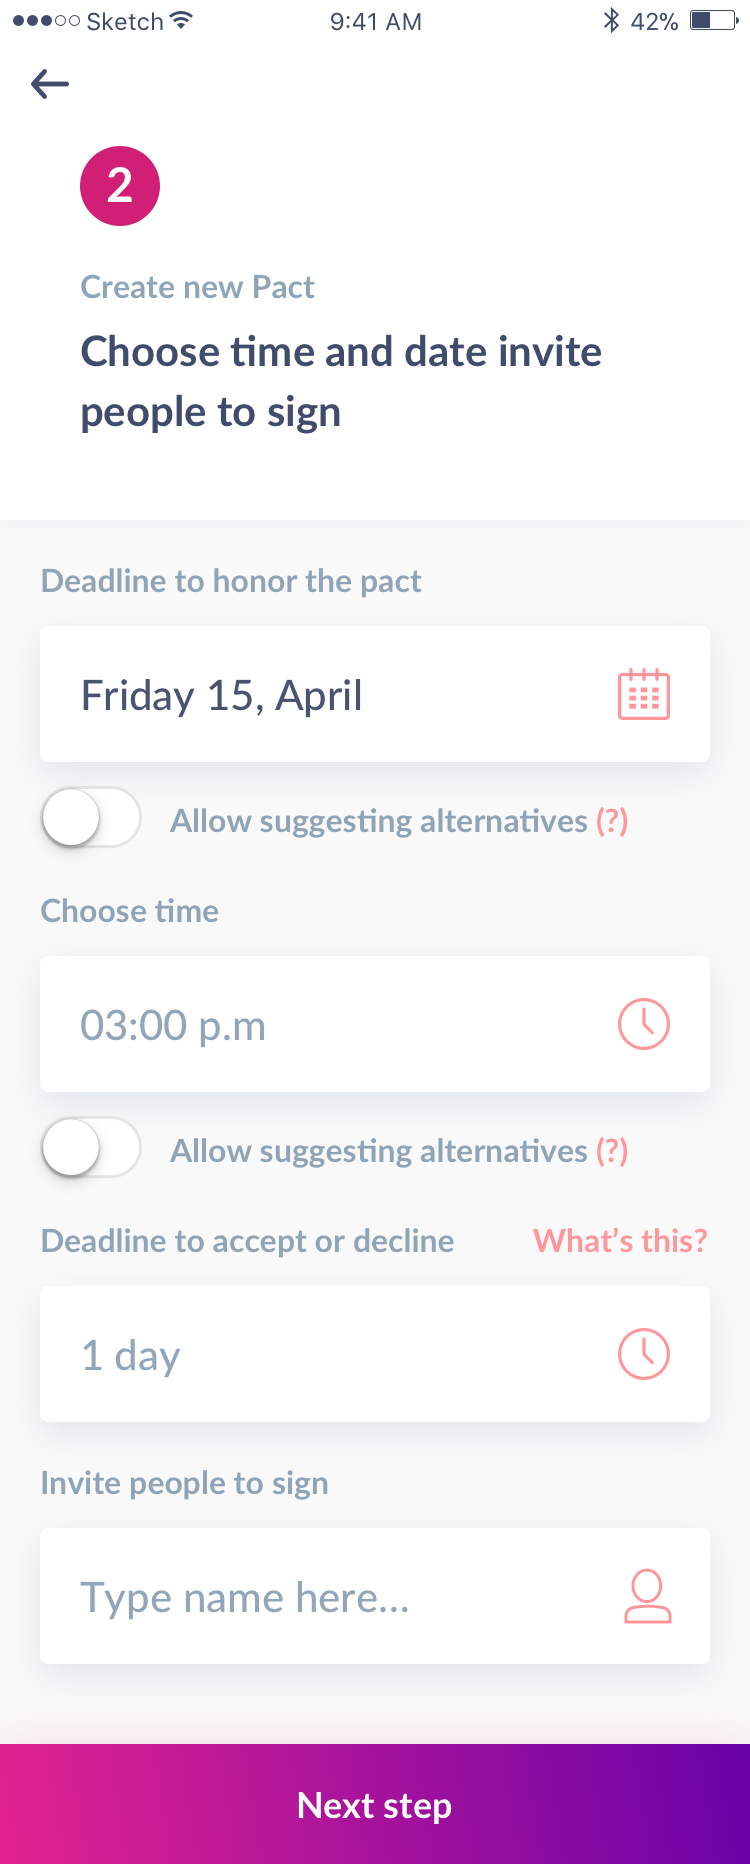 Sketch 9:41 AM 42%
2
Create new Pact
Choose time and date invite
people to sign
Deadline to honor the pact
Friday 15, April
Allow suggesting alternatives (?)
Choose time
03:00 p.m
Allow suggesting alternatives (?)
Deadline to accept or decline What’s this?
1 day
Invite people to sign
Type name here...
Next step